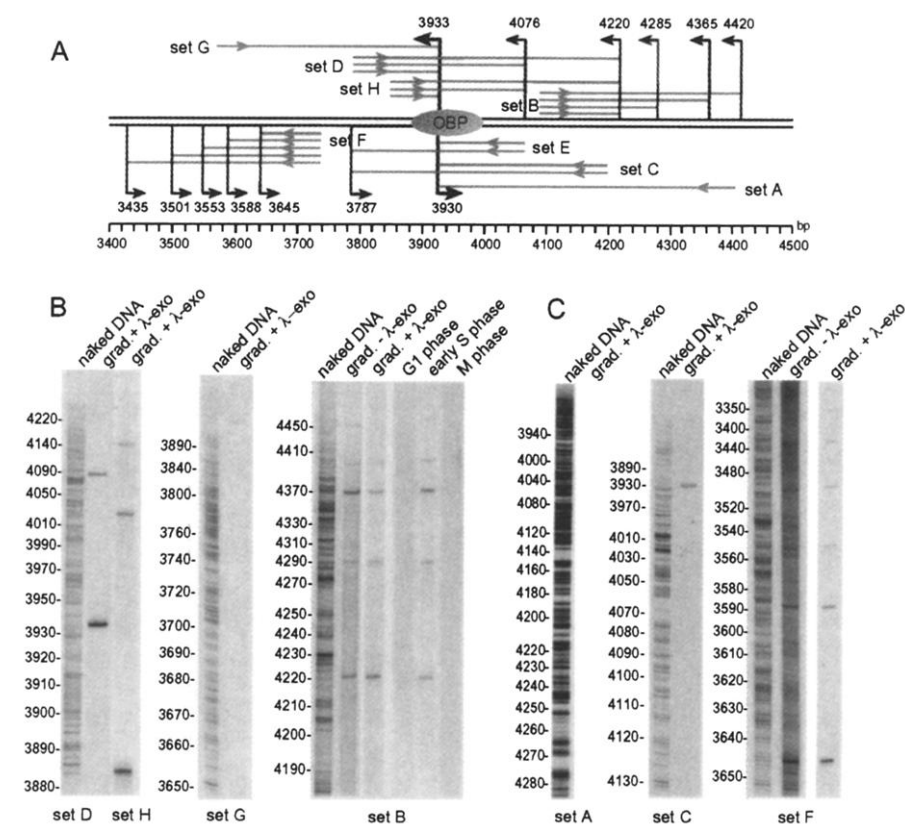 A
3933 4076 4220 4285 4365 4420
set G
set D
set H
set B
OBP
set F
set E
set C
set A
3435 3501 3553 3588 3645 3787 3930
bp
3400 3500 3600 3700 3800 3900 4000 4100 4200 4300 4400 4500
B
naked DNA
grad. + λ-exo
grad. + λ-exo
4220-
4140-
4090-
4050-
4010-
3990-
3970-
3950-
3930-
3920-
3910-
3900-
3890-
3880-
set D set H
naked DNA
grad. + λ-exo
3890-
3840-
3800-
3760-
3740-
3720-
3700-
3690-
3680-
3670-
3660-
3650-
set G
naked DNA
grad. - λ-exo
grad. + λ-exo
G1 phase
early S phase
M phase
4450-
4410-
4370-
4330-
4310-
4290-
4270-
4250-
4240-
4230-
4220-
4210-
4200-
4190-
set B
C
naked DNA
grad. + λ-exo
3940-
4000-
4040-
4080-
4120-
4140-
4160-
4180-
4200-
4220-
4230-
4240-
4250-
4260-
4270-
4280-
set A
naked DNA
grad. + λ-exo
3890-
3930-
3970-
4010-
4030-
4050-
4070-
4080-
4090-
4100-
4110-
4120-
4130-
set C
naked DNA
grad. - λ-exo
grad. + λ-exo
3350-
3400-
3440-
3480-
3520-
3540-
3560-
3580-
3590-
3600-
3610-
3620-
3630-
3640-
3650-
set F